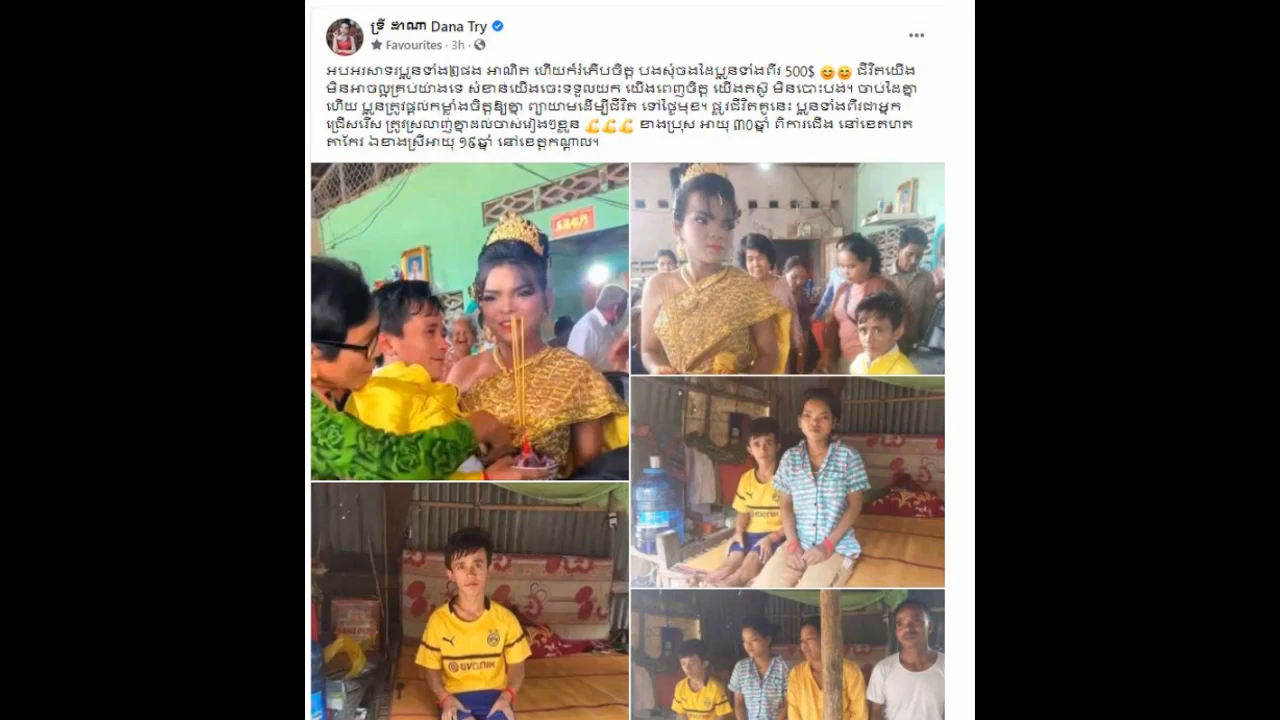 ទ្រី ដាណា Dana Try
Favourites · 3h ·
អបអរសាទរប្អូនទាំង២ផង អាណិត ហើយក៏រំភើបចិត្ត បងសុំចងដៃប្អូនទាំងពីរ 500$ 😊😊 ជីវិតយើង
មិនអាចល្អគ្រប់យ៉ាងទេ សំខាន់យើងចេះទទួលយក យើងពេញចិត្ត យើងតស៊ូ មិនបោះបង់។ ចាប់ដៃគ្នា
ហើយ ប្អូនត្រូវផ្តល់កម្លាំងចិត្តឱ្យគ្នា ព្យាយាមដើម្បីជីវិត ទៅថ្ងៃមុខ។ ផ្លូវជីវិតគូនេះ ប្អូនទាំងពីរជាអ្នក
ជ្រើសរើស ត្រូវស្រលាញ់គ្នាដល់ចាស់រៀងៗខ្លួន 💪💪💪 ខាងប្រុស អាយុ ៣០ឆ្នាំ ពិការជើង នៅខេតហត
តាកែវ ឯខាងស្រីអាយុ ១៩ឆ្នាំ នៅខេត្តកណ្តាល។
EVONIK